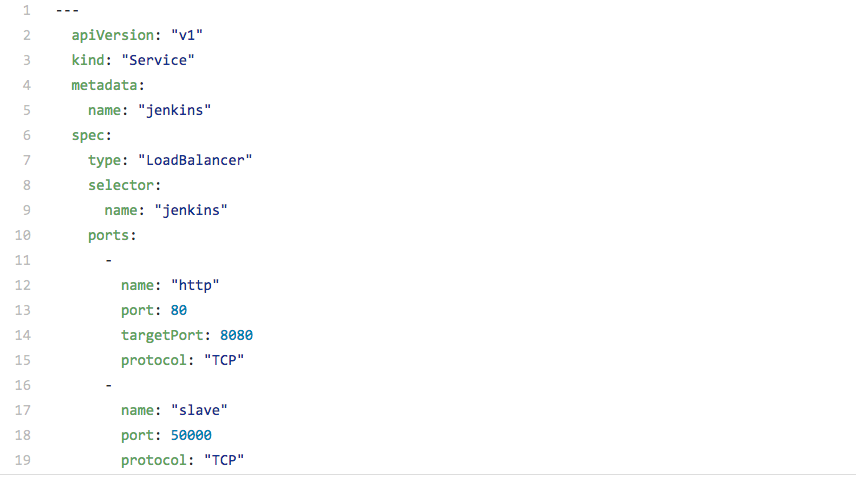 1 ---
2   apiVersion: "v1"
3   kind: "Service"
4   metadata:
5     name: "jenkins"
6   spec:
7     type: "LoadBalancer"
8     selector:
9       name: "jenkins"
10     ports:
11       -
12         name: "http"
13         port: 80
14         targetPort: 8080
15         protocol: "TCP"
16       -
17         name: "slave"
18         port: 50000
19         protocol: "TCP"